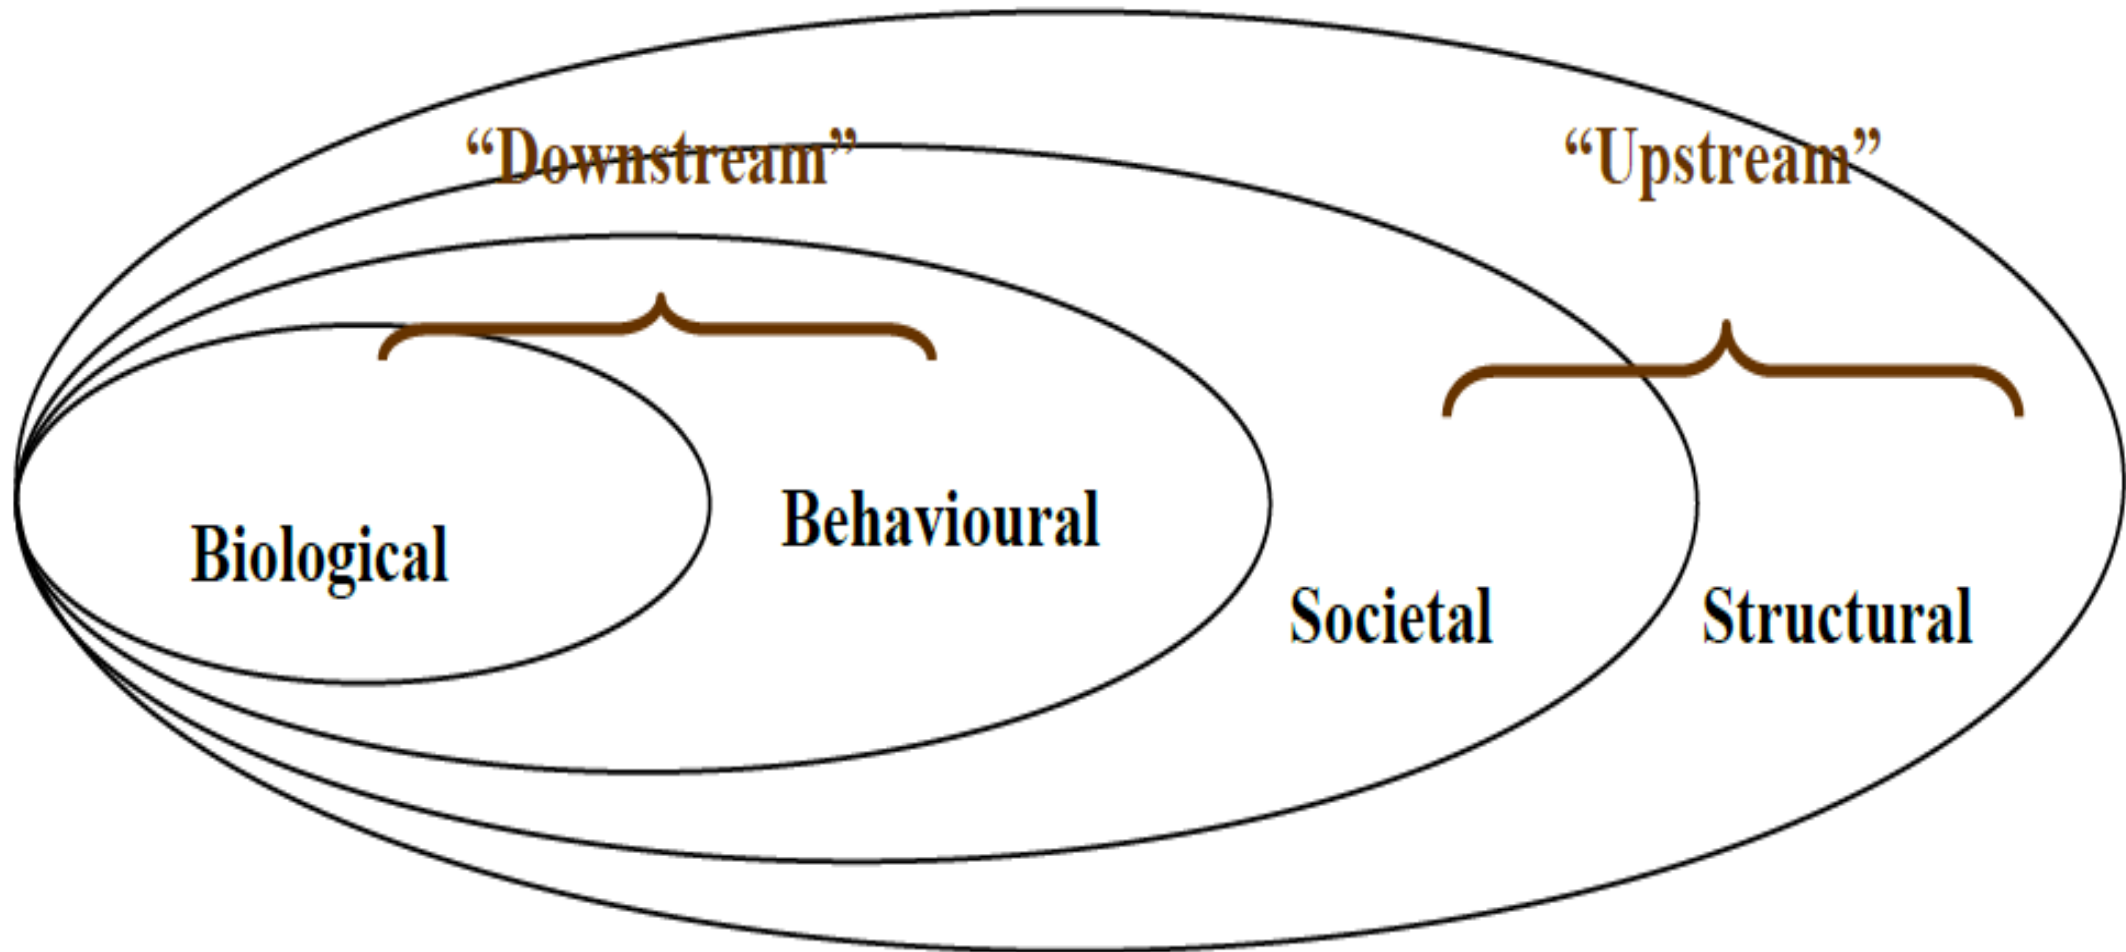 “Downstream”
“Upstream”
Biological
Behavioural
Societal
Structural